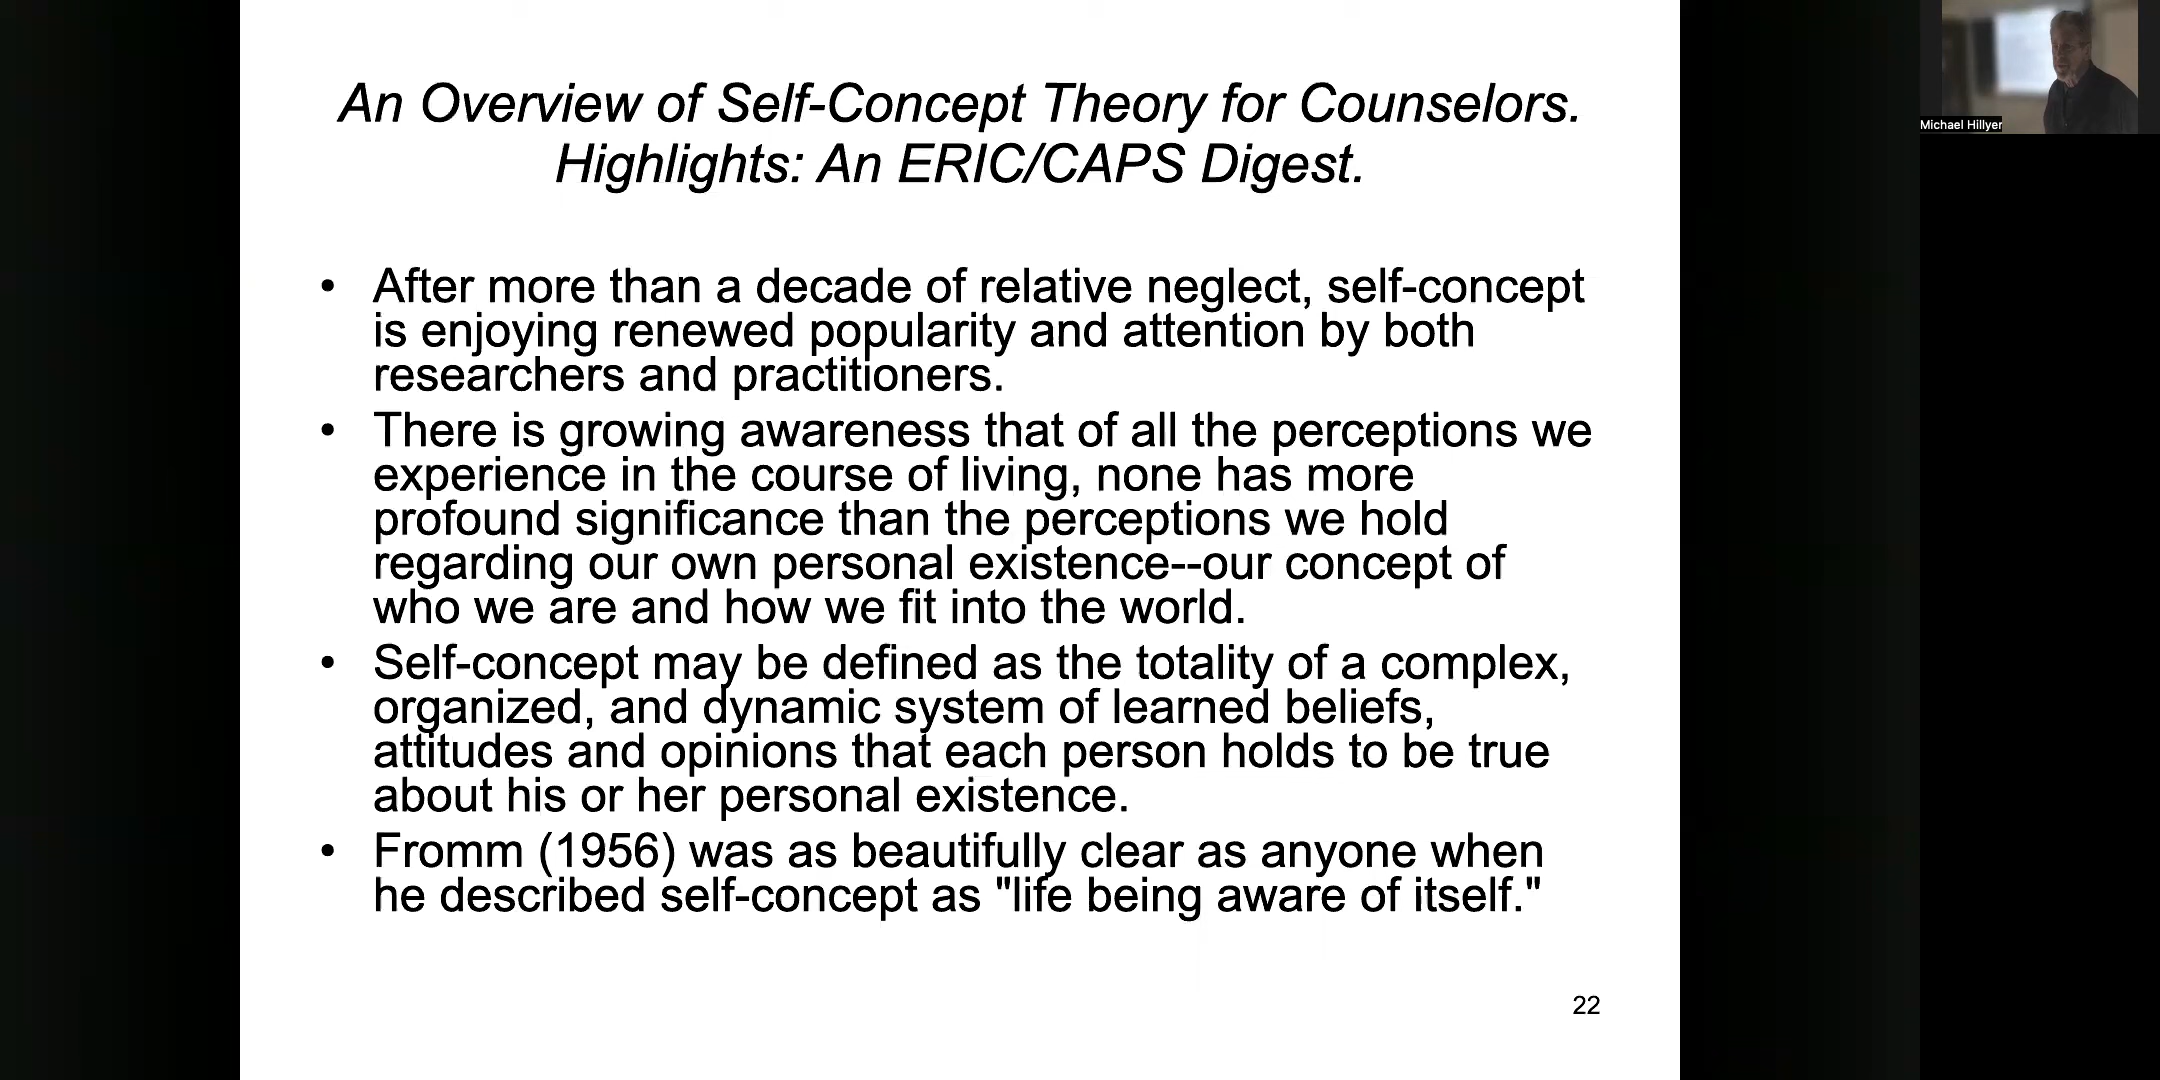 An Overview of Self-Concept Theory for Counselors.
Highlights: An ERIC/CAPS Digest.
• After more than a decade of relative neglect, self-concept
is enjoying renewed popularity and attention by both
researchers and practitioners.
• There is growing awareness that of all the perceptions we
experience in the course of living, none has more
profound significance than the perceptions we hold
regarding our own personal existence--our concept of
who we are and how we fit into the world.
• Self-concept may be defined as the totality of a complex,
organized, and dynamic system of learned beliefs,
attitudes and opinions that each person holds to be true
about his or her personal existence.
• Fromm (1956) was as beautifully clear as anyone when
he described self-concept as "life being aware of itself."
22
Michael Hillyer